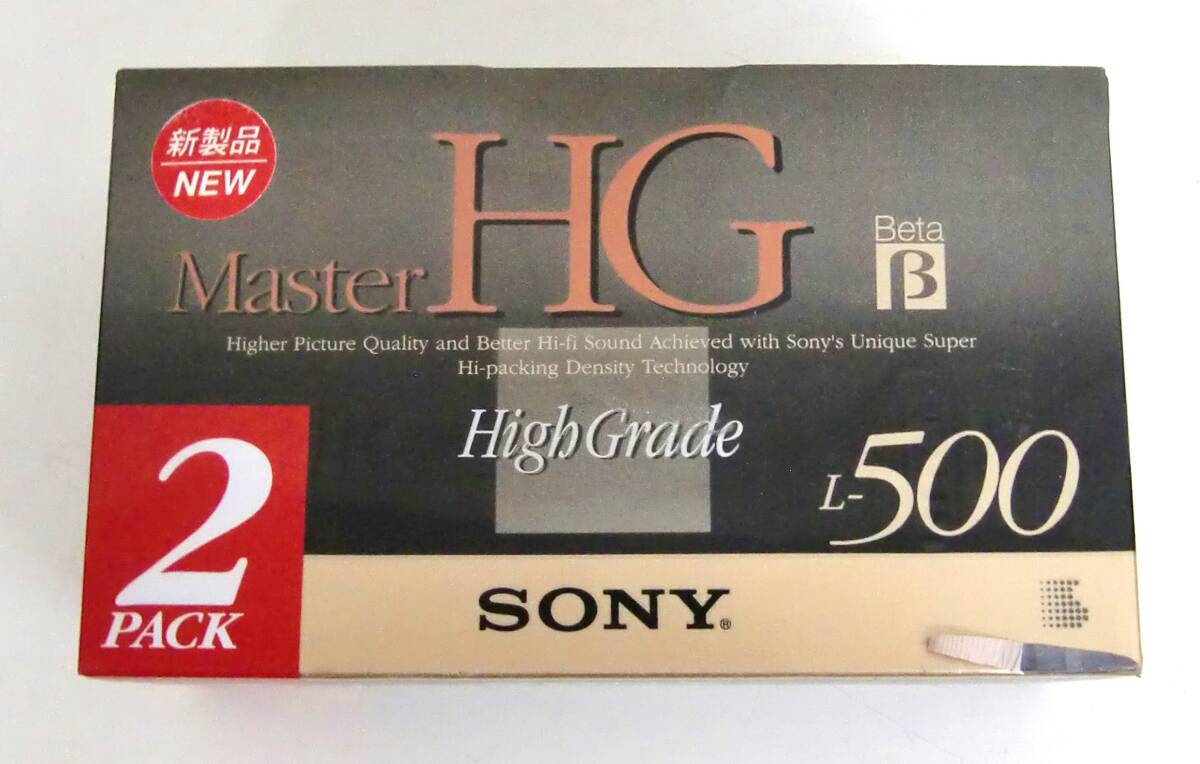 新製品
NEW
Master HG
Beta
β
Higher Picture Quality and Better Hi-fi Sound Achieved with Sony's Unique Super
Hi-packing Density Technology
High Grade
L-500
2
PACK
SONY®